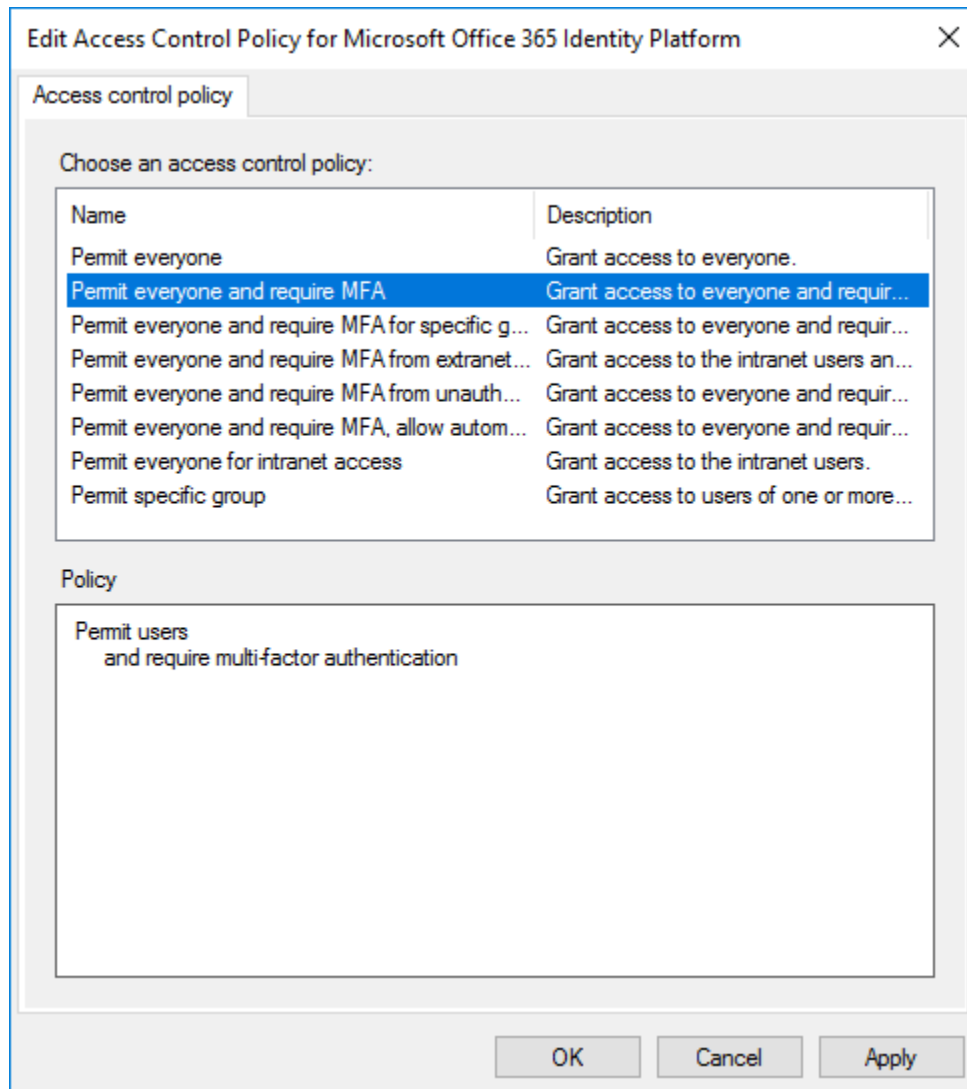 Edit Access Control Policy for Microsoft Office 365 Identity Platform
Access control policy
Choose an access control policy:
Name Description
Permit everyone Grant access to everyone.
Permit everyone and require MFA Grant access to everyone and requir...
Permit everyone and require MFA for specific g... Grant access to everyone and requir...
Permit everyone and require MFA from extranet... Grant access to the intranet users an...
Permit everyone and require MFA from unauth... Grant access to everyone and requir...
Permit everyone and require MFA, allow autom... Grant access to everyone and requir...
Permit everyone for intranet access Grant access to the intranet users.
Permit specific group Grant access to users of one or more...
Policy
Permit users
and require multi-factor authentication
OK Cancel Apply